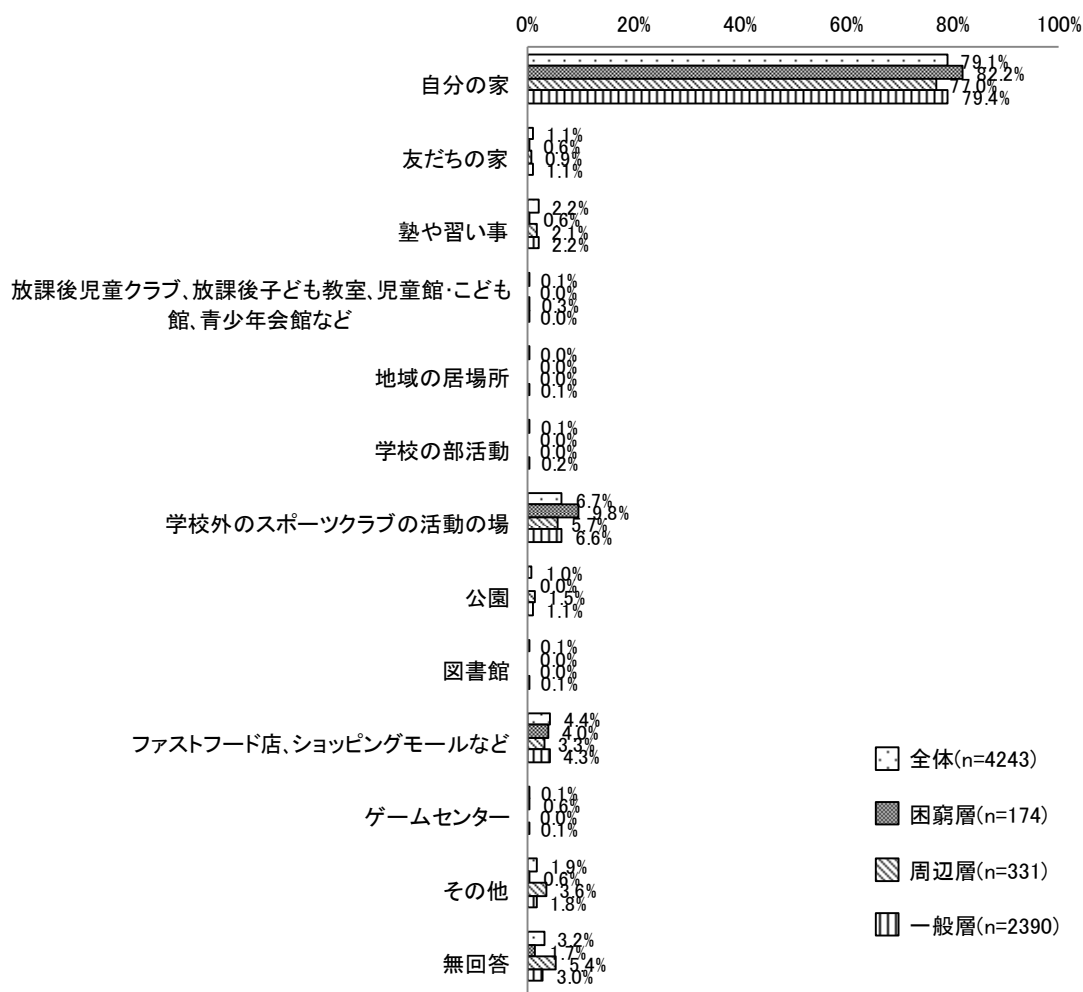 0% 20% 40% 60% 80% 100%
自分の家
79.1%
82.2%
77.0%
79.4%
友だちの家
1.1%
0.6%
0.9%
1.1%
塾や習い事
2.2%
0.6%
2.1%
2.2%
放課後児童クラブ、放課後子ども教室、児童館・こども
館、青少年会館など
0.1%
0.0%
0.3%
0.0%
地域の居場所
0.0%
0.0%
0.0%
0.1%
学校の部活動
0.1%
0.0%
0.0%
0.2%
学校外のスポーツクラブの活動の場
6.7%
9.8%
5.7%
6.6%
公園
1.0%
0.0%
1.5%
1.1%
図書館
0.1%
0.0%
0.0%
0.1%
ファストフード店、ショッピングモールなど
4.4%
4.0%
3.3%
4.3%
ゲームセンター
0.1%
0.6%
0.0%
0.1%
その他
1.9%
0.6%
3.6%
1.8%
無回答
3.2%
1.7%
5.4%
3.0%
全体(n=4243)
困窮層(n=174)
周辺層(n=331)
一般層(n=2390)